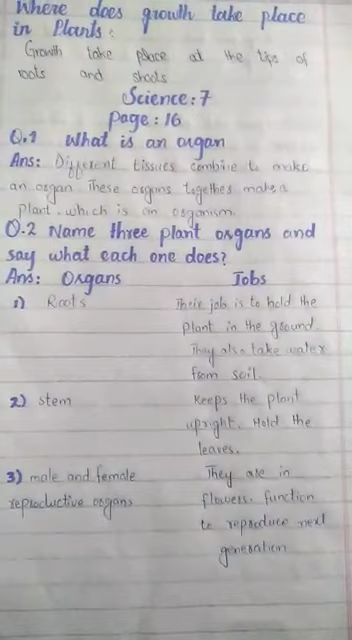 Where does growth take place
in Plants:
Growth take place at the tips of
roots and shoots
Science:7
Page:16
Q.1 What is an organ
Ans: Different tissues combine to make
an organ These organs together make a
Plant. which is an organism.
Q.2 Name three plant organs and
say what each one does?
Ans: Organs Jobs
1) Roots Their job is to hold the
Plant in the ground.
They also take water
from soil.
2) stem Keeps the plant
upright. Hold the
leaves.
3) male and female They are in
reproductive organs flowers. function
to reproduce next
generation